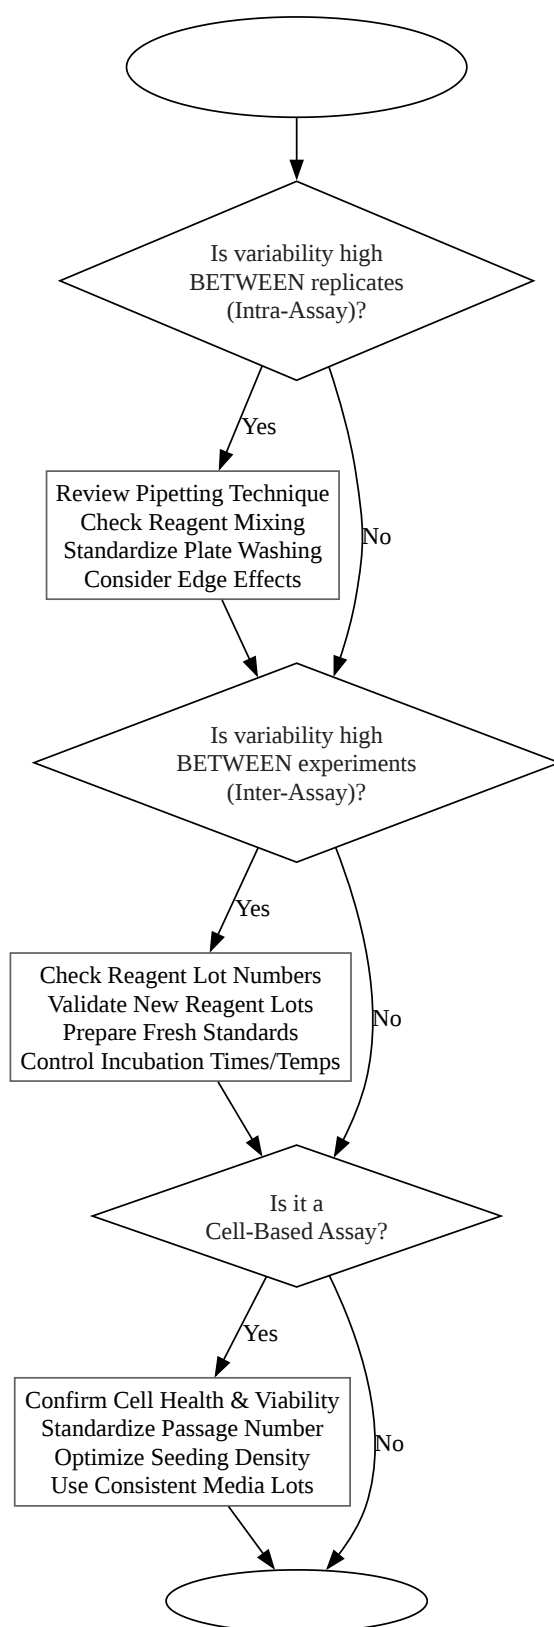 Is variability high
BETWEEN replicates
(Intra-Assay)?
Yes
Review Pipetting Technique
Check Reagent Mixing
Standardize Plate Washing
Consider Edge Effects
No
Is variability high
BETWEEN experiments
(Inter-Assay)?
Yes
Check Reagent Lot Numbers
Validate New Reagent Lots
Prepare Fresh Standards
Control Incubation Times/Temps
No
Is it a
Cell-Based Assay?
Yes
Confirm Cell Health & Viability
Standardize Passage Number
Optimize Seeding Density
Use Consistent Media Lots
No